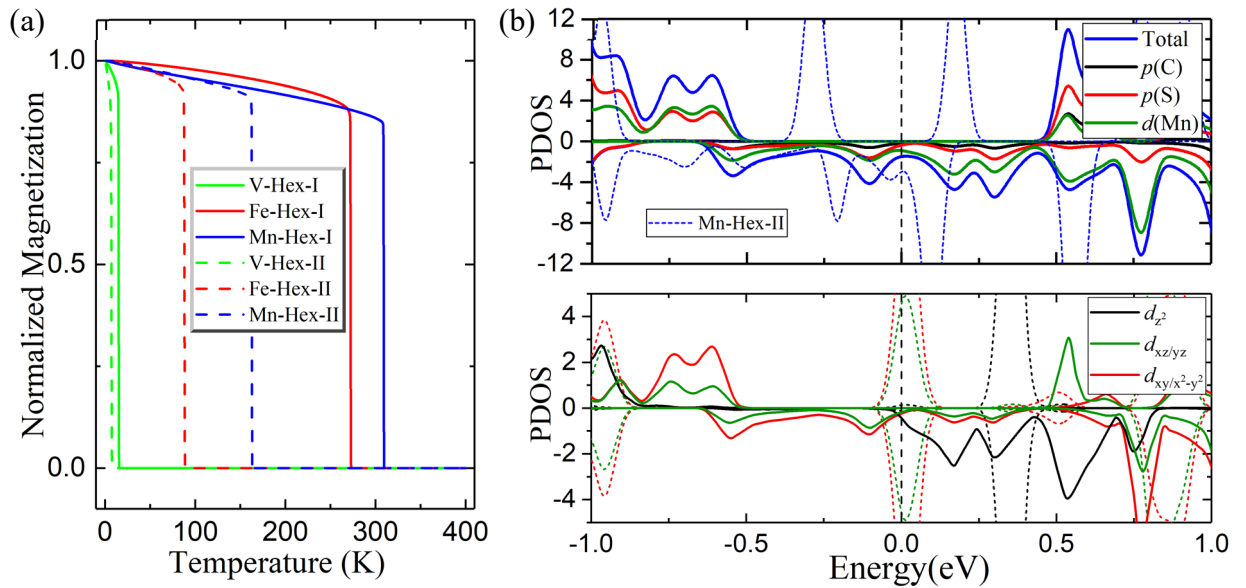 (a)
Normalized Magnetization
1.0
0.5
0.0
V-Hex-I
Fe-Hex-I
Mn-Hex-I
V-Hex-II
Fe-Hex-II
Mn-Hex-II
0 100 200 300 400
Temperature (K)
(b)
PDOS
12
8
4
0
-4
-8
-12
Total
p(C)
p(S)
d(Mn)
Mn-Hex-II
PDOS
4
2
0
-2
-4
d_z²
d_xz/yz
d_xy/x²-y²
-1.0 -0.5 0.0 0.5 1.0
Energy(eV)